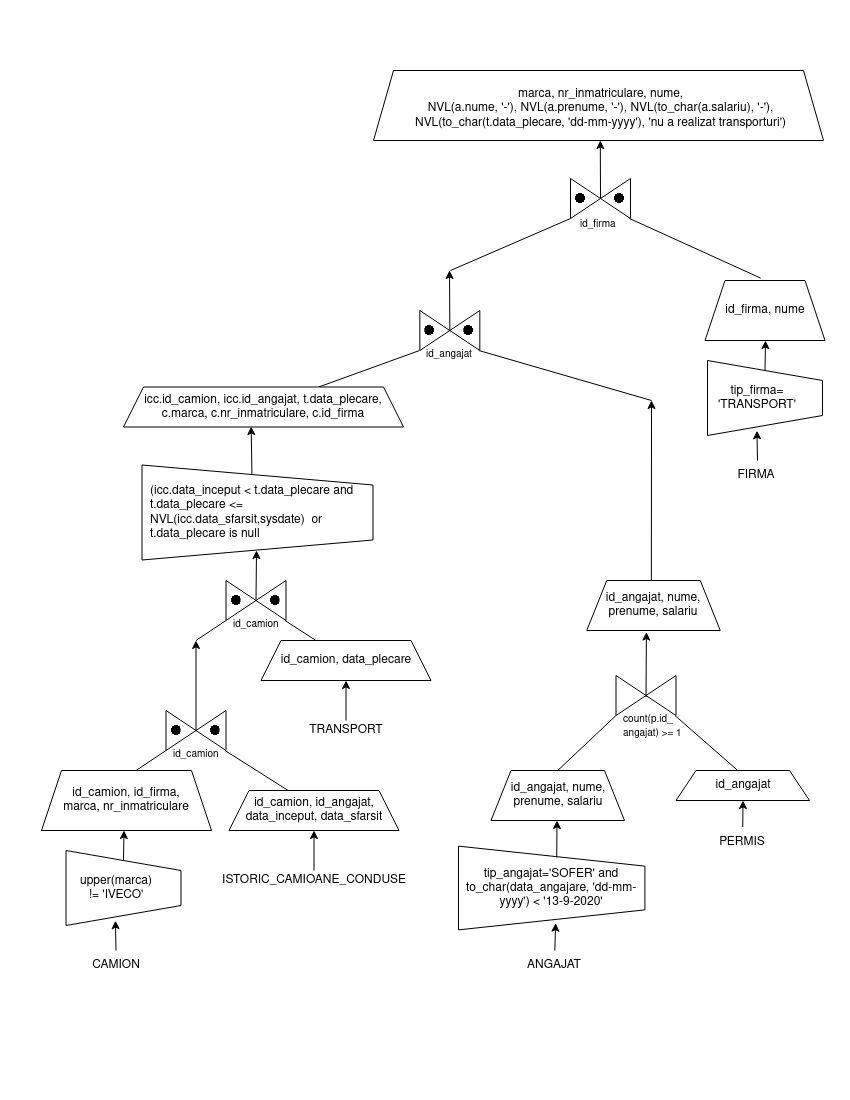 marca, nr_inmatriculare, nume,
NVL(a.nume, '-'), NVL(a.prenume, '-'), NVL(to_char(a.salariu), '-'),
NVL(to_char(t.data_plecare, 'dd-mm-yyyy'), 'nu a realizat transporturi')
id_firma
id_firma, nume
id_angajat
tip_firma=
'TRANSPORT'
icc.id_camion, icc.id_angajat, t.data_plecare,
c.marca, c.nr_inmatriculare, c.id_firma
FIRMA
(icc.data_inceput < t.data_plecare and
t.data_plecare <=
NVL(icc.data_sfarsit,sysdate)  or
t.data_plecare is null
id_angajat, nume,
prenume, salariu
id_camion
id_camion, data_plecare
TRANSPORT
count(p.id_
angajat) >= 1
id_camion
id_camion, id_firma,
marca, nr_inmatriculare
id_camion, id_angajat,
data_inceput, data_sfarsit
id_angajat, nume,
prenume, salariu
id_angajat
PERMIS
ISTORIC_CAMIOANE_CONDUSE
upper(marca)
!= 'IVECO'
tip_angajat='SOFER' and
to_char(data_angajare, 'dd-mm-
yyyy') < '13-9-2020'
CAMION
ANGAJAT